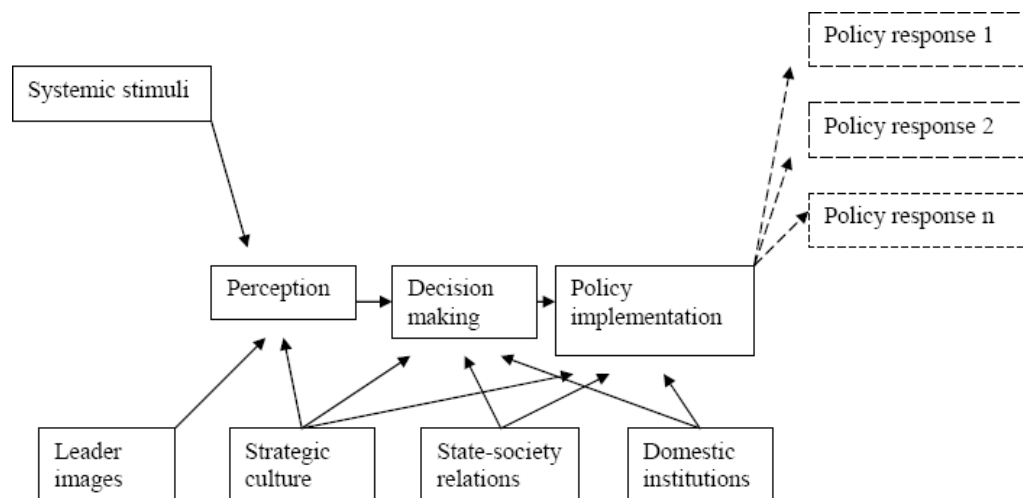 Policy response 1
Systemic stimuli
Policy response 2
Policy response n
Perception
Decision
making
Policy
implementation
Leader
images
Strategic
culture
State-society
relations
Domestic
institutions